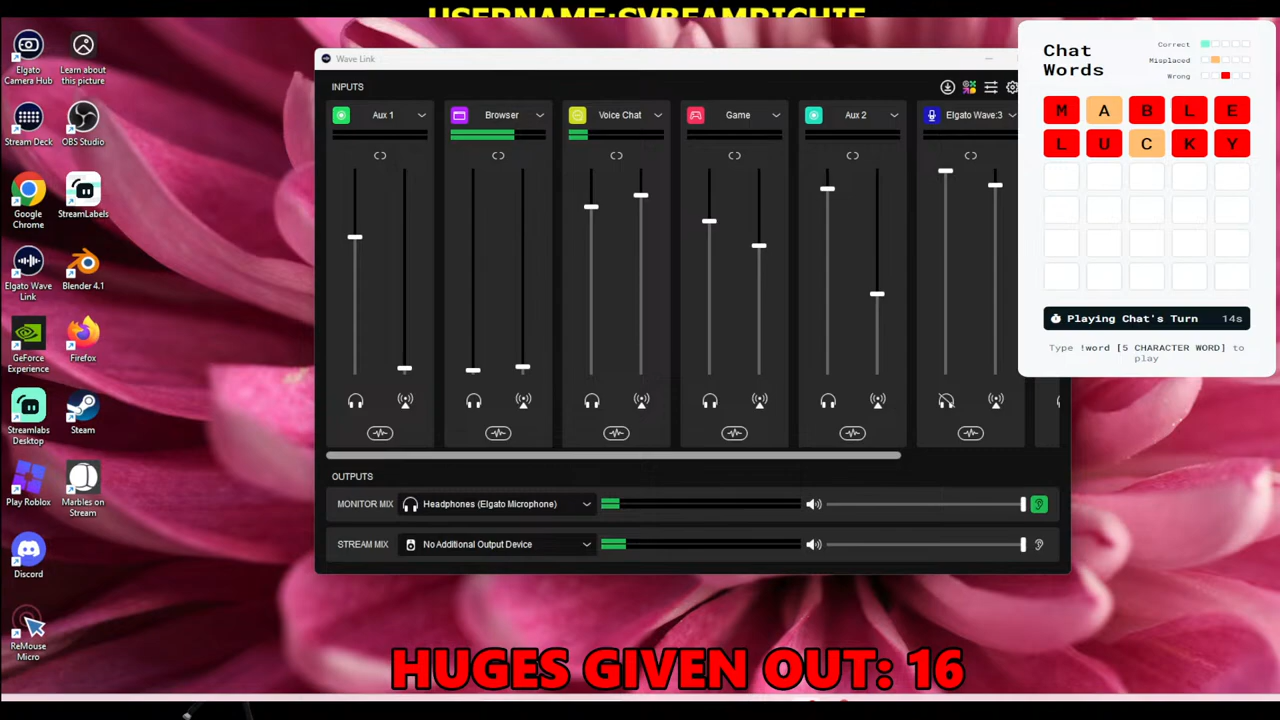 USERNAME:SVBEAMRICHIE
Elgato Camera Hub
Learn about this picture
Stream Deck
OBS Studio
Google Chrome
StreamLabels
Elgato Wave Link
Blender 4.1
GeForce Experience
Firefox
Streamlabs Desktop
Steam
Play Roblox
Marbles on Stream
Discord
ReMouse Micro
Wave Link
INPUTS
Aux 1
Browser
Voice Chat
Game
Aux 2
Elgato Wave:3
OUTPUTS
MONITOR MIX
Headphones (Elgato Microphone)
STREAM MIX
No Additional Output Device
Chat Words
Correct
Misplaced
Wrong
M A B L E
L U C K Y
Playing Chat's Turn 14s
Type !word [5 CHARACTER WORD] to
play
HUGES GIVEN OUT: 16